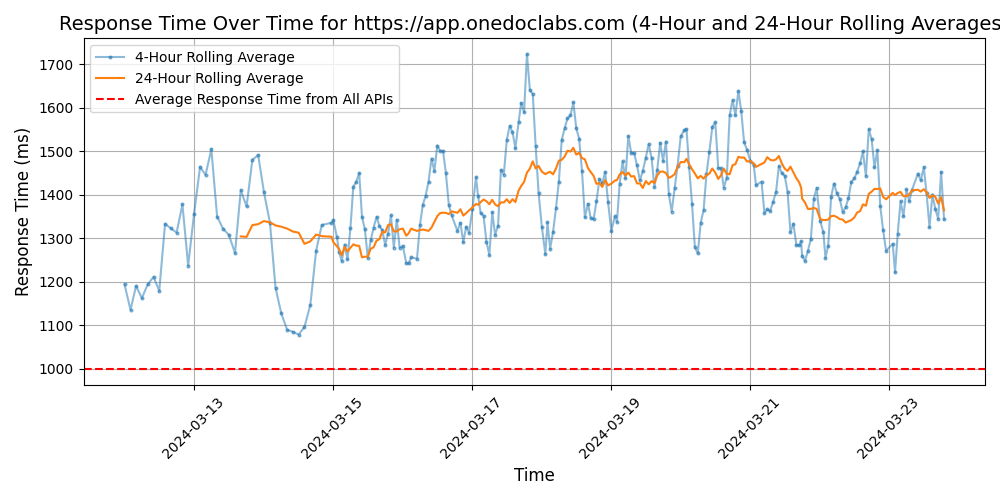 Response Time Over Time for https://app.onedoclabs.com (4-Hour and 24-Hour Rolling Averages
4-Hour Rolling Average
24-Hour Rolling Average
Average Response Time from All APIs
Response Time (ms)
1700
1600
1500
1400
1300
1200
1100
1000
2024-03-13
2024-03-15
2024-03-17
2024-03-19
2024-03-21
2024-03-23
Time